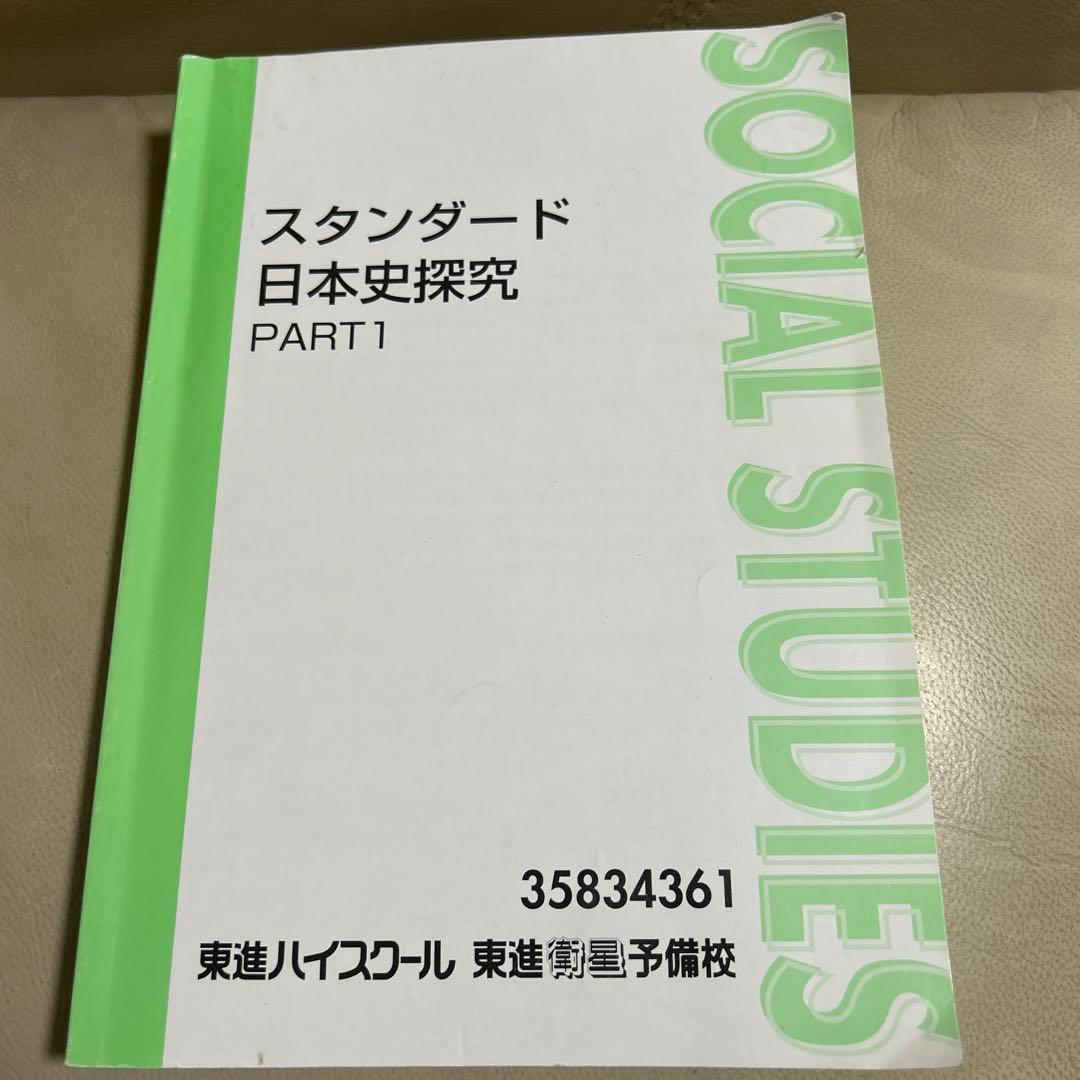 スタンダード
日本史探究
PART1
SOCIAL STUDIES
35834361
東進ハイスクール 東進衛星予備校